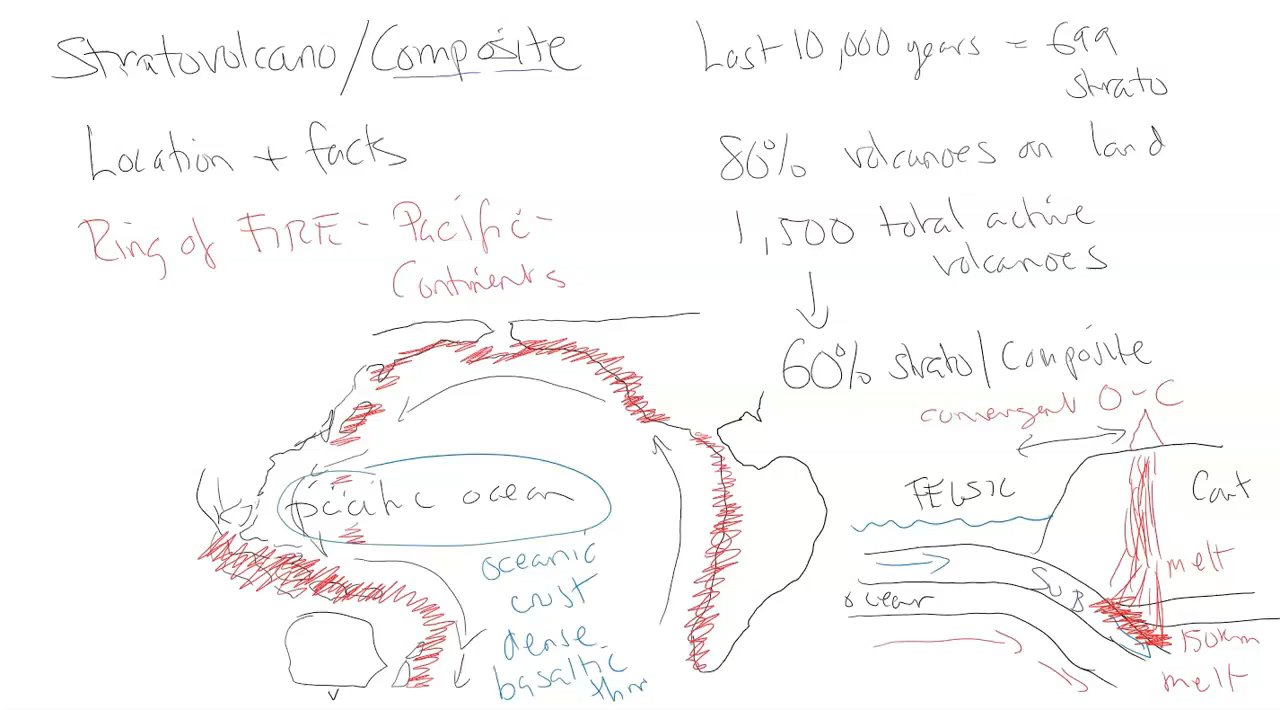 Stratovolcano/Composite
Location + facts
Ring of FIRE - Pacific -
Continents
Last 10,000 years = 699
strato
80% volcanoes on land
1,500 total active
volcanoes
60% strato/Composite
convergent O-C
FELSIC
Cont
pacific ocean
oceanic
crust
dense
basaltic
SUB
melt
ocean
150km
melt